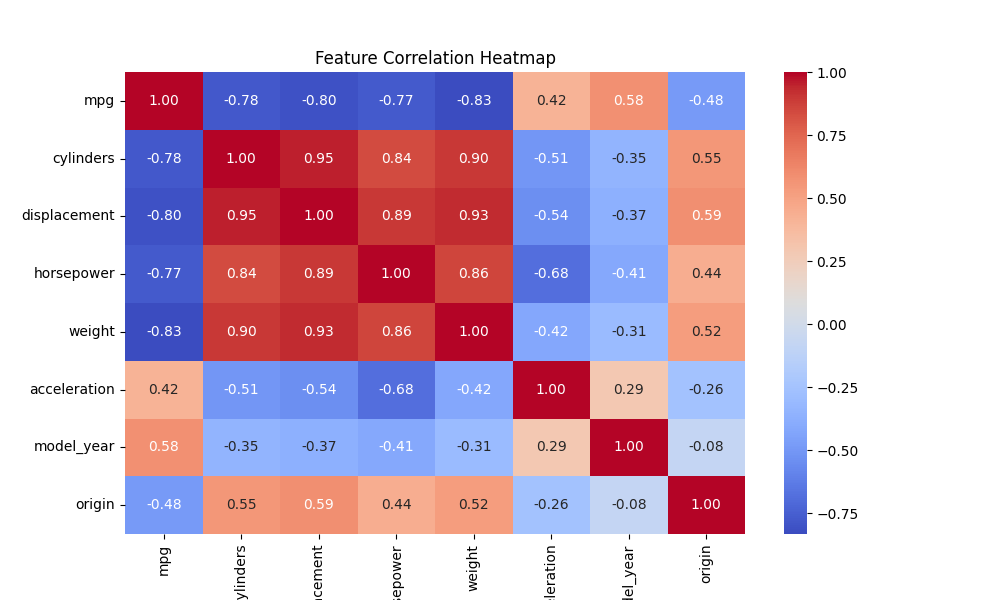 Feature Correlation Heatmap
mpg 1.00 -0.78 -0.80 -0.77 -0.83 0.42 0.58 -0.48
cylinders -0.78 1.00 0.95 0.84 0.90 -0.51 -0.35 0.55
displacement -0.80 0.95 1.00 0.89 0.93 -0.54 -0.37 0.59
horsepower -0.77 0.84 0.89 1.00 0.86 -0.68 -0.41 0.44
weight -0.83 0.90 0.93 0.86 1.00 -0.42 -0.31 0.52
acceleration 0.42 -0.51 -0.54 -0.68 -0.42 1.00 0.29 -0.26
model_year 0.58 -0.35 -0.37 -0.41 -0.31 0.29 1.00 -0.08
origin -0.48 0.55 0.59 0.44 0.52 -0.26 -0.08 1.00
mpg
ylinders
cement
sepower
weight
eleration
del_year
origin
1.00
0.75
0.50
0.25
0.00
−0.25
−0.50
−0.75